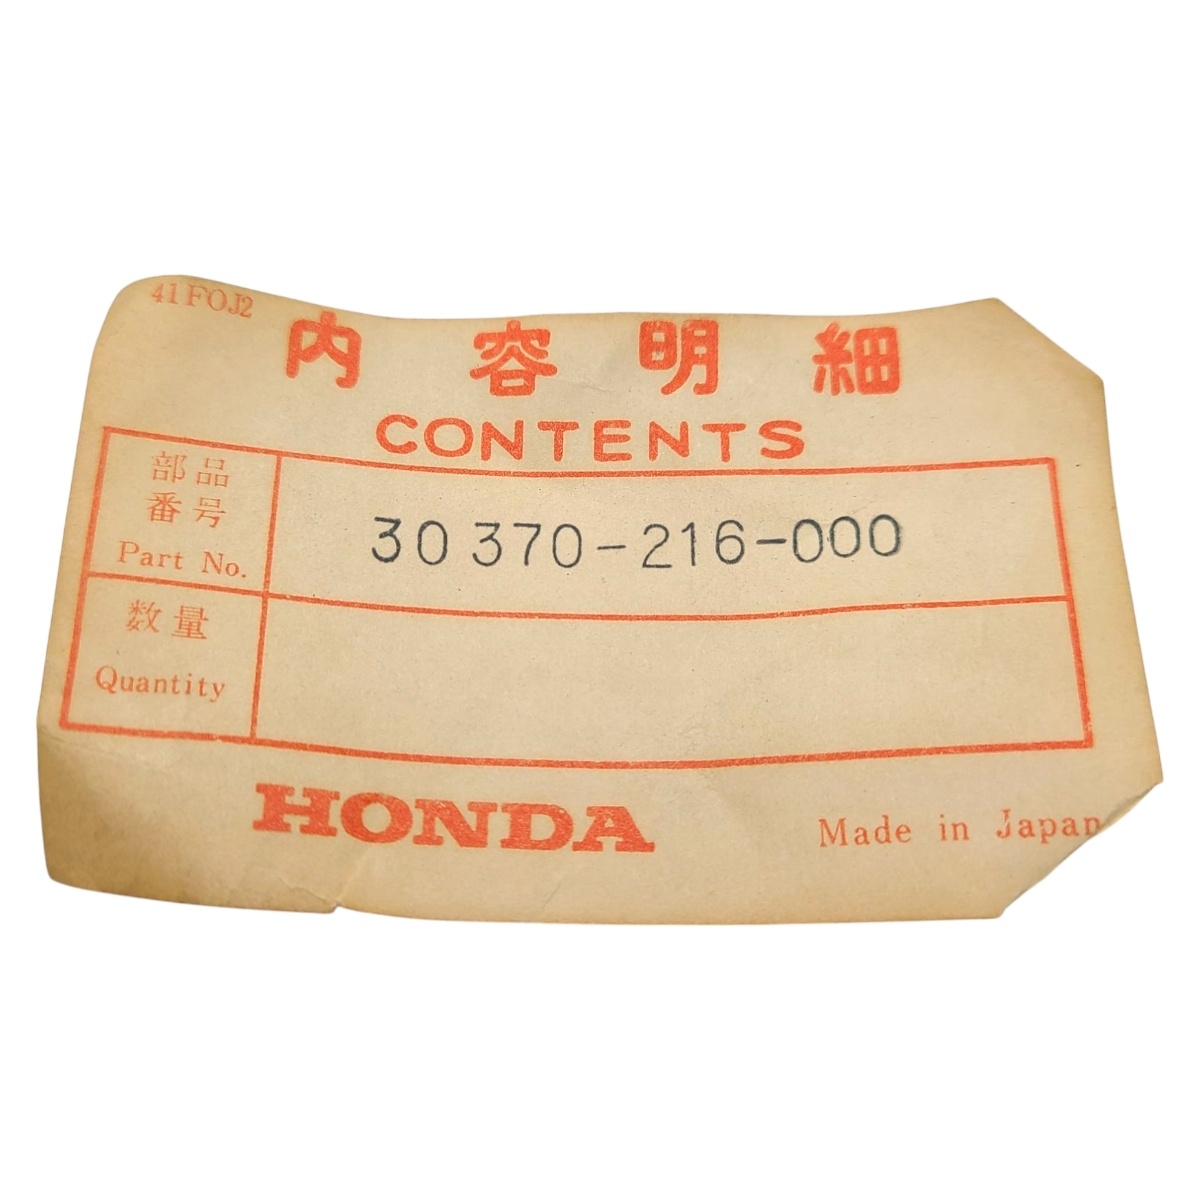 41FOJ2
内容明細
CONTENTS
部品
番号
Part No.
30370-216-000
数量
Quantity
HONDA
Made in Japan